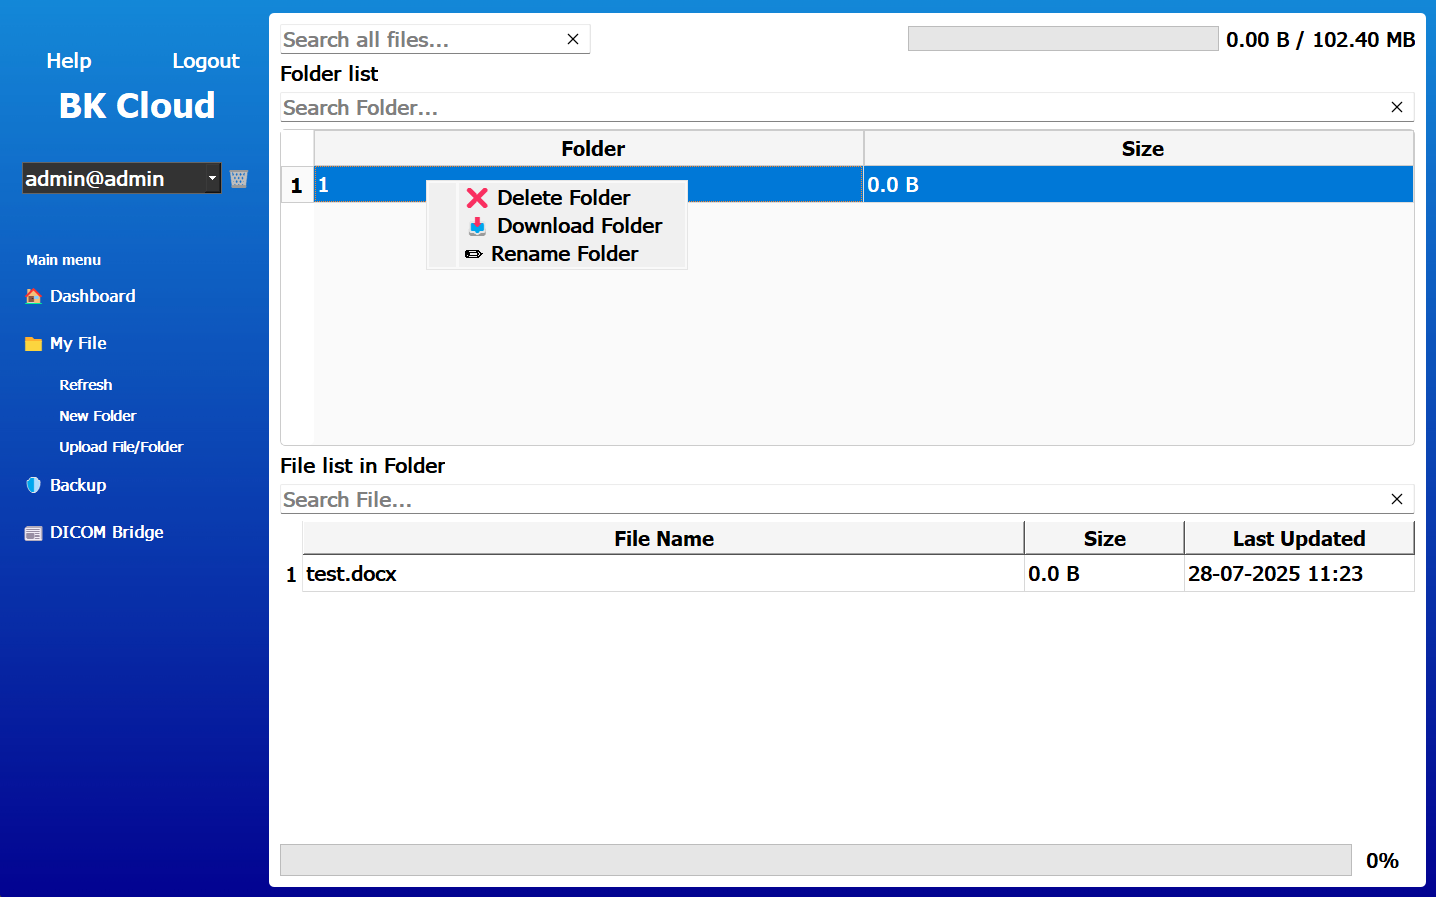 Help
Logout
BK Cloud
admin@admin
Main menu
Dashboard
My File
Refresh
New Folder
Upload File/Folder
Backup
DICOM Bridge
Search all files...
0.00 B / 102.40 MB
Folder list
Search Folder...
Folder Size
1 1 0.0 B
Delete Folder
Download Folder
Rename Folder
File list in Folder
Search File...
File Name Size Last Updated
1 test.docx 0.0 B 28-07-2025 11:23
0%